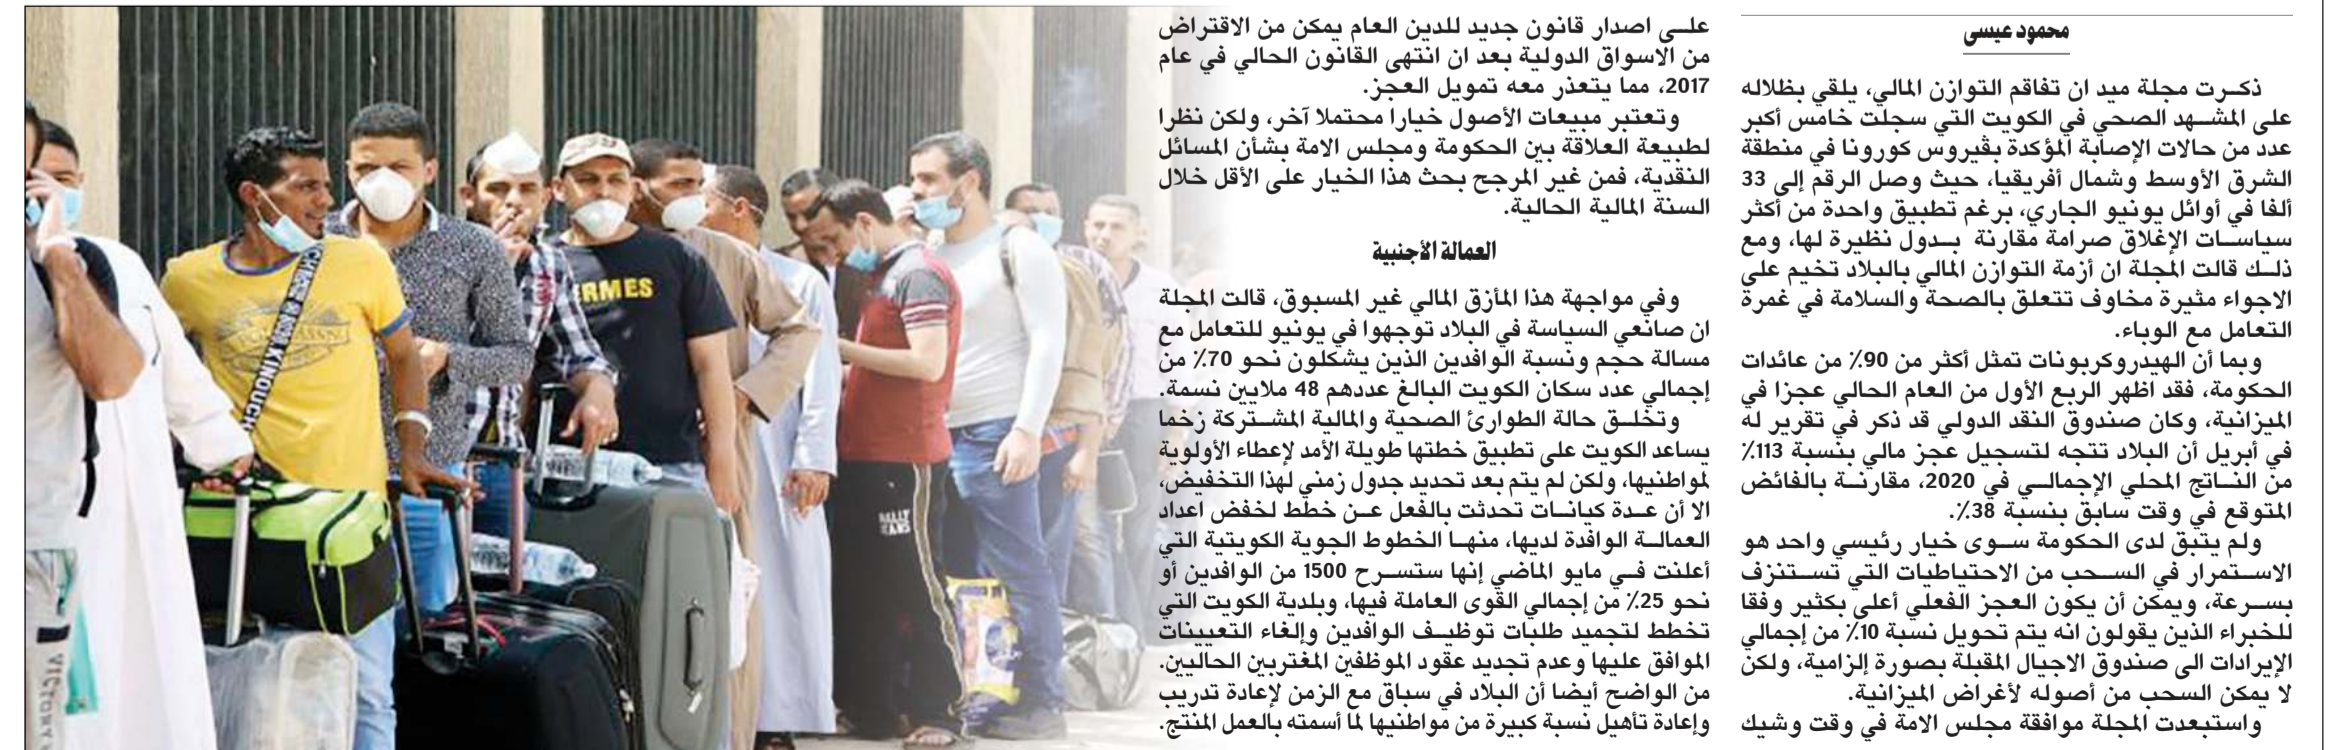 محمود عيسى
ذكرت مجلة ميد ان تفاقم التوازن المالي، يلقي بظلاله
على المشهد الصحي في الكويت التي سجلت خامس أكبر
عدد من حالات الإصابة المؤكدة بڤيروس كورونا في منطقة
الشرق الأوسط وشمال أفريقيا، حيث وصل الرقم إلى 33
ألفا في أوائل يونيو الجاري، برغم تطبيق واحدة من أكثر
سياسات الإغلاق صرامة مقارنة بدول نظيرة لها، ومع
ذلك قالت المجلة ان أزمة التوازن المالي بالبلاد تخيم على
الاجواء مثيرة مخاوف تتعلق بالصحة والسلامة في غمرة
التعامل مع الوباء.
وبما أن الهيدروكربونات تمثل أكثر من 90٪ من عائدات
الحكومة، فقد اظهر الربع الأول من العام الحالي عجزا في
الميزانية، وكان صندوق النقد الدولي قد ذكر في تقرير له
في أبريل أن البلاد تتجه لتسجيل عجز مالي بنسبة 113٪
من الناتج المحلي الإجمالي في 2020، مقارنة بالفائض
المتوقع في وقت سابق بنسبة 38٪.
ولم يتبق لدى الحكومة سوى خيار رئيسي واحد هو
الاستمرار في السحب من الاحتياطيات التي تستنزف
بسرعة، ويمكن أن يكون العجز الفعلي أعلى بكثير وفقا
للخبراء الذين يقولون انه يتم تحويل نسبة 10٪ من إجمالي
الإيرادات الى صندوق الاجيال المقبلة بصورة إلزامية، ولكن
لا يمكن السحب من أصوله لأغراض الميزانية.
واستبعدت المجلة موافقة مجلس الامة في وقت وشيك
على اصدار قانون جديد للدين العام يمكن من الاقتراض
من الاسواق الدولية بعد ان انتهى القانون الحالي في عام
2017، مما يتعذر معه تمويل العجز.
وتعتبر مبيعات الأصول خيارا محتملا آخر، ولكن نظرا
لطبيعة العلاقة بين الحكومة ومجلس الامة بشأن المسائل
النقدية، فمن غير المرجح بحث هذا الخيار على الأقل خلال
السنة المالية الحالية.
العمالة الأجنبية
وفي مواجهة هذا المأزق المالي غير المسبوق، قالت المجلة
ان صانعي السياسة في البلاد توجهوا في يونيو للتعامل مع
مسالة حجم ونسبة الوافدين الذين يشكلون نحو 70٪ من
إجمالي عدد سكان الكويت البالغ عددهم 48 ملايين نسمة.
وتخلق حالة الطوارئ الصحية والمالية المشتركة زخما
يساعد الكويت على تطبيق خطتها طويلة الأمد لإعطاء الأولوية
لمواطنيها، ولكن لم يتم بعد تحديد جدول زمني لهذا التخفيض،
الا أن عدة كيانات تحدثت بالفعل عن خطط لخفض اعداد
العمالة الوافدة لديها، منها الخطوط الجوية الكويتية التي
أعلنت في مايو الماضي إنها ستسرح 1500 من الوافدين أو
نحو 25٪ من إجمالي القوى العاملة فيها، وبلدية الكويت التي
تخطط لتجميد طلبات توظيف الوافدين وإلغاء التعيينات
الموافق عليها وعدم تجديد عقود الموظفين المغتربين الحاليين.
من الواضح أيضا أن البلاد في سباق مع الزمن لإعادة تدريب
وإعادة تأهيل نسبة كبيرة من مواطنيها لما أسمته بالعمل المنتج.
ERMES